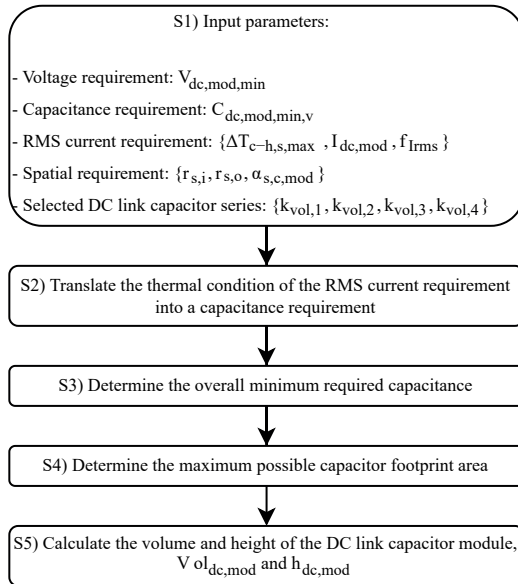 S1) Input parameters:
- Voltage requirement: V_dc,mod,min
- Capacitance requirement: C_dc,mod,min,v
- RMS current requirement: {ΔT_c−h,s,max , I_dc,mod , f_Irms}
- Spatial requirement: {r_s,i , r_s,o , α_s,c,mod}
- Selected DC link capacitor series: {k_vol,1 , k_vol,2 , k_vol,3 , k_vol,4}
S2) Translate the thermal condition of the RMS current requirement
into a capacitance requirement
S3) Determine the overall minimum required capacitance
S4) Determine the maximum possible capacitor footprint area
S5) Calculate the volume and height of the DC link capacitor module,
V ol_dc,mod and h_dc,mod